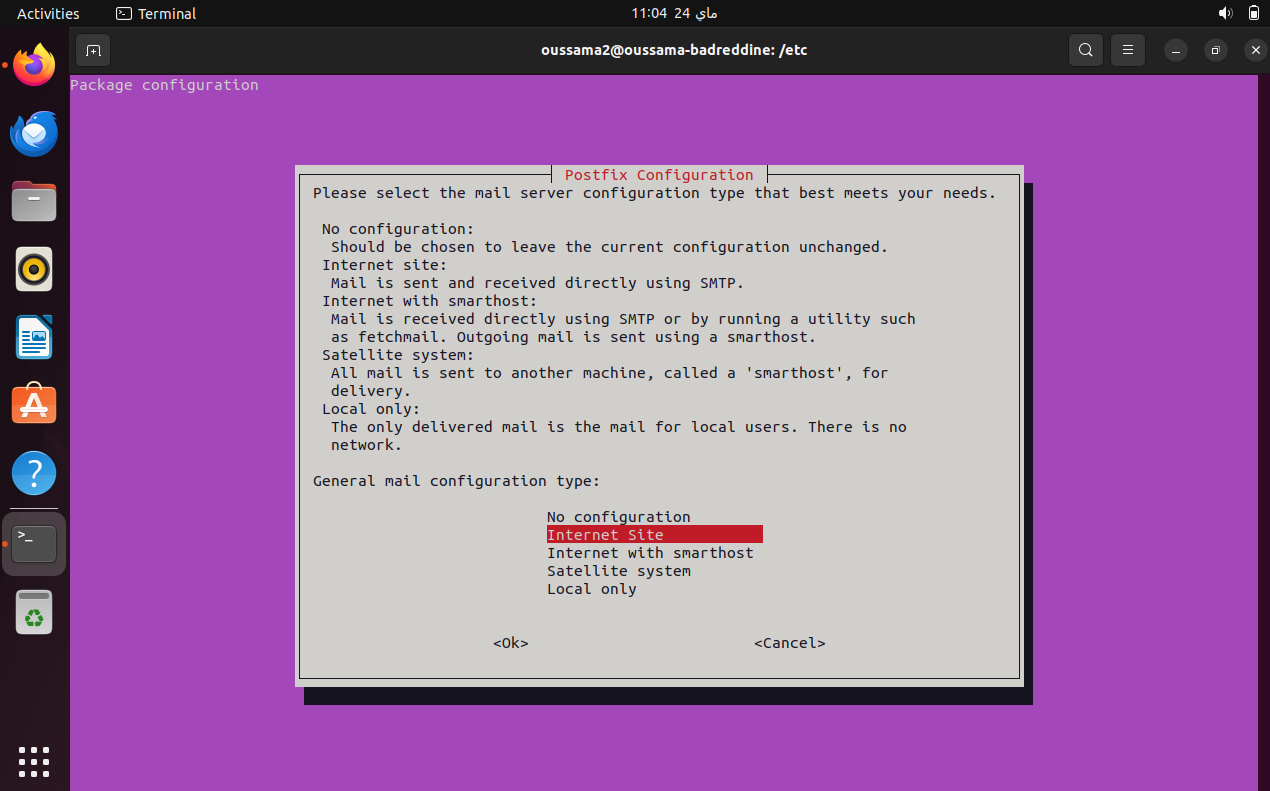 Activities
Terminal
11:04 24 ماي
oussama2@oussama-badreddine: /etc
Package configuration
Postfix Configuration
Please select the mail server configuration type that best meets your needs.
No configuration:
Should be chosen to leave the current configuration unchanged.
Internet site:
Mail is sent and received directly using SMTP.
Internet with smarthost:
Mail is received directly using SMTP or by running a utility such
as fetchmail. Outgoing mail is sent using a smarthost.
Satellite system:
All mail is sent to another machine, called a 'smarthost', for
delivery.
Local only:
The only delivered mail is the mail for local users. There is no
network.
General mail configuration type:
No configuration
Internet Site
Internet with smarthost
Satellite system
Local only
<Ok>
<Cancel>